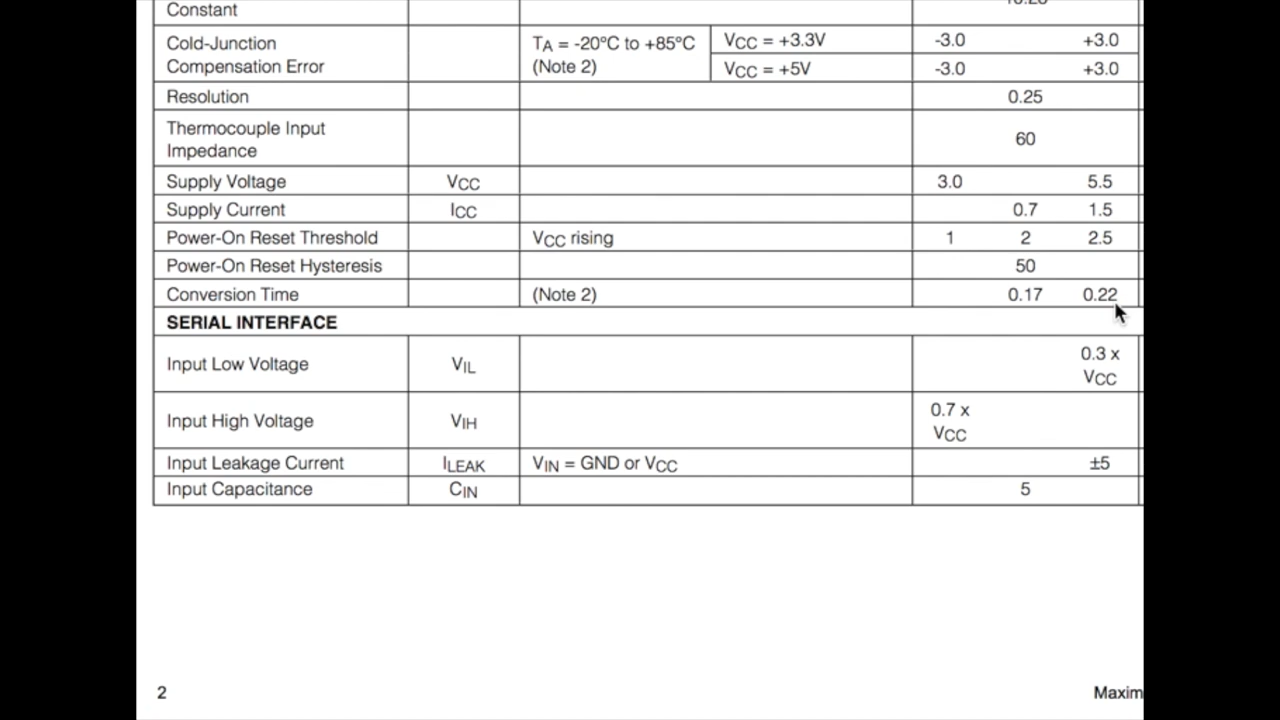 Constant
Cold-Junction
Compensation Error
TA = -20°C to +85°C
(Note 2)
VCC = +3.3V -3.0 +3.0
VCC = +5V -3.0 +3.0
Resolution 0.25
Thermocouple Input
Impedance
60
Supply Voltage VCC 3.0 5.5
Supply Current ICC 0.7 1.5
Power-On Reset Threshold VCC rising 1 2 2.5
Power-On Reset Hysteresis 50
Conversion Time (Note 2) 0.17 0.22
SERIAL INTERFACE
Input Low Voltage VIL 0.3 x
VCC
Input High Voltage VIH 0.7 x
VCC
Input Leakage Current ILEAK VIN = GND or VCC ±5
Input Capacitance CIN 5
2 Maxim